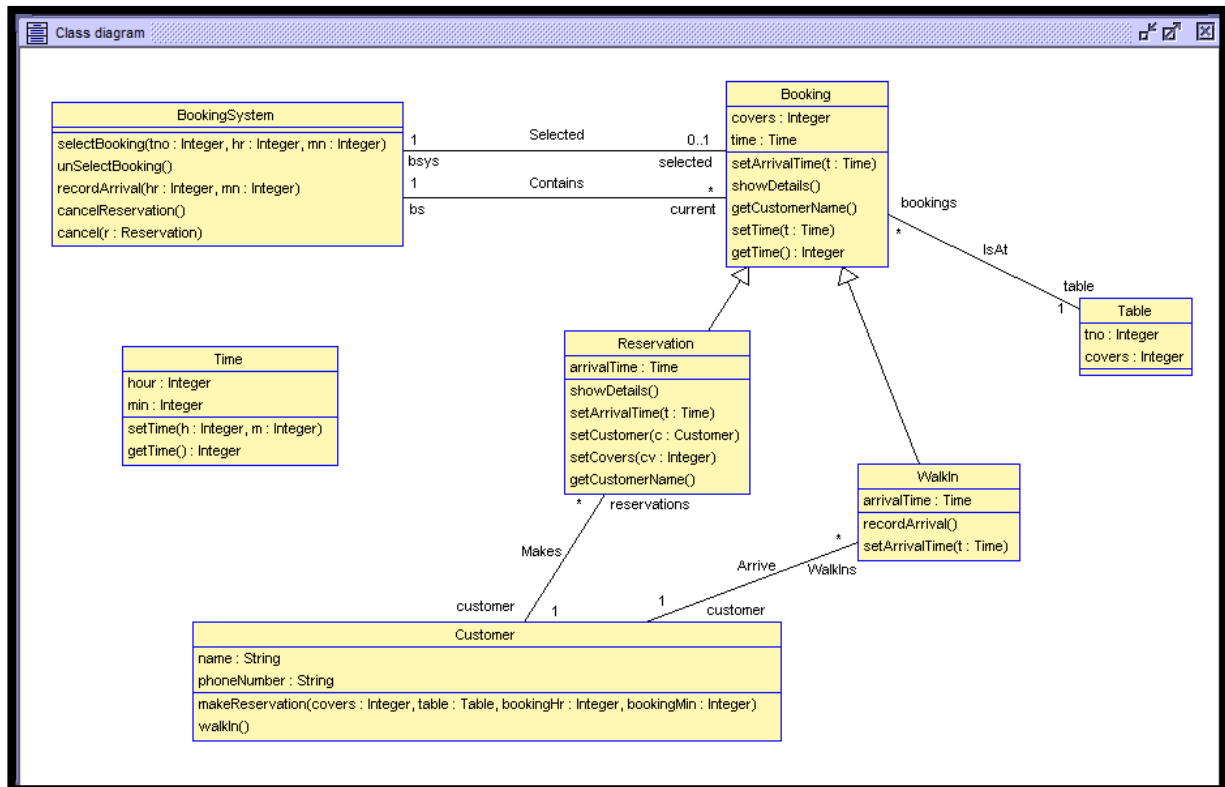 Class diagram
BookingSystem
selectBooking(tno : Integer, hr : Integer, mn : Integer)
unSelectBooking()
recordArrival(hr : Integer, mn : Integer)
cancelReservation()
cancel(r : Reservation)
1
Selected
0..1
bsys
selected
1
Contains
*
bs
current
Booking
covers : Integer
time : Time
setArrivalTime(t : Time)
showDetails()
getCustomerName()
setTime(t : Time)
getTime() : Integer
bookings
*
IsAt
table
1
Table
tno : Integer
covers : Integer
Time
hour : Integer
min : Integer
setTime(h : Integer, m : Integer)
getTime() : Integer
Reservation
arrivalTime : Time
showDetails()
setArrivalTime(t : Time)
setCustomer(c : Customer)
setCovers(cv : Integer)
getCustomerName()
* reservations
WalkIn
arrivalTime : Time
recordArrival()
setArrivalTime(t : Time)
Makes
*
Arrive
WalkIns
customer
1
1
customer
Customer
name : String
phoneNumber : String
makeReservation(covers : Integer, table : Table, bookingHr : Integer, bookingMin : Integer)
walkIn()